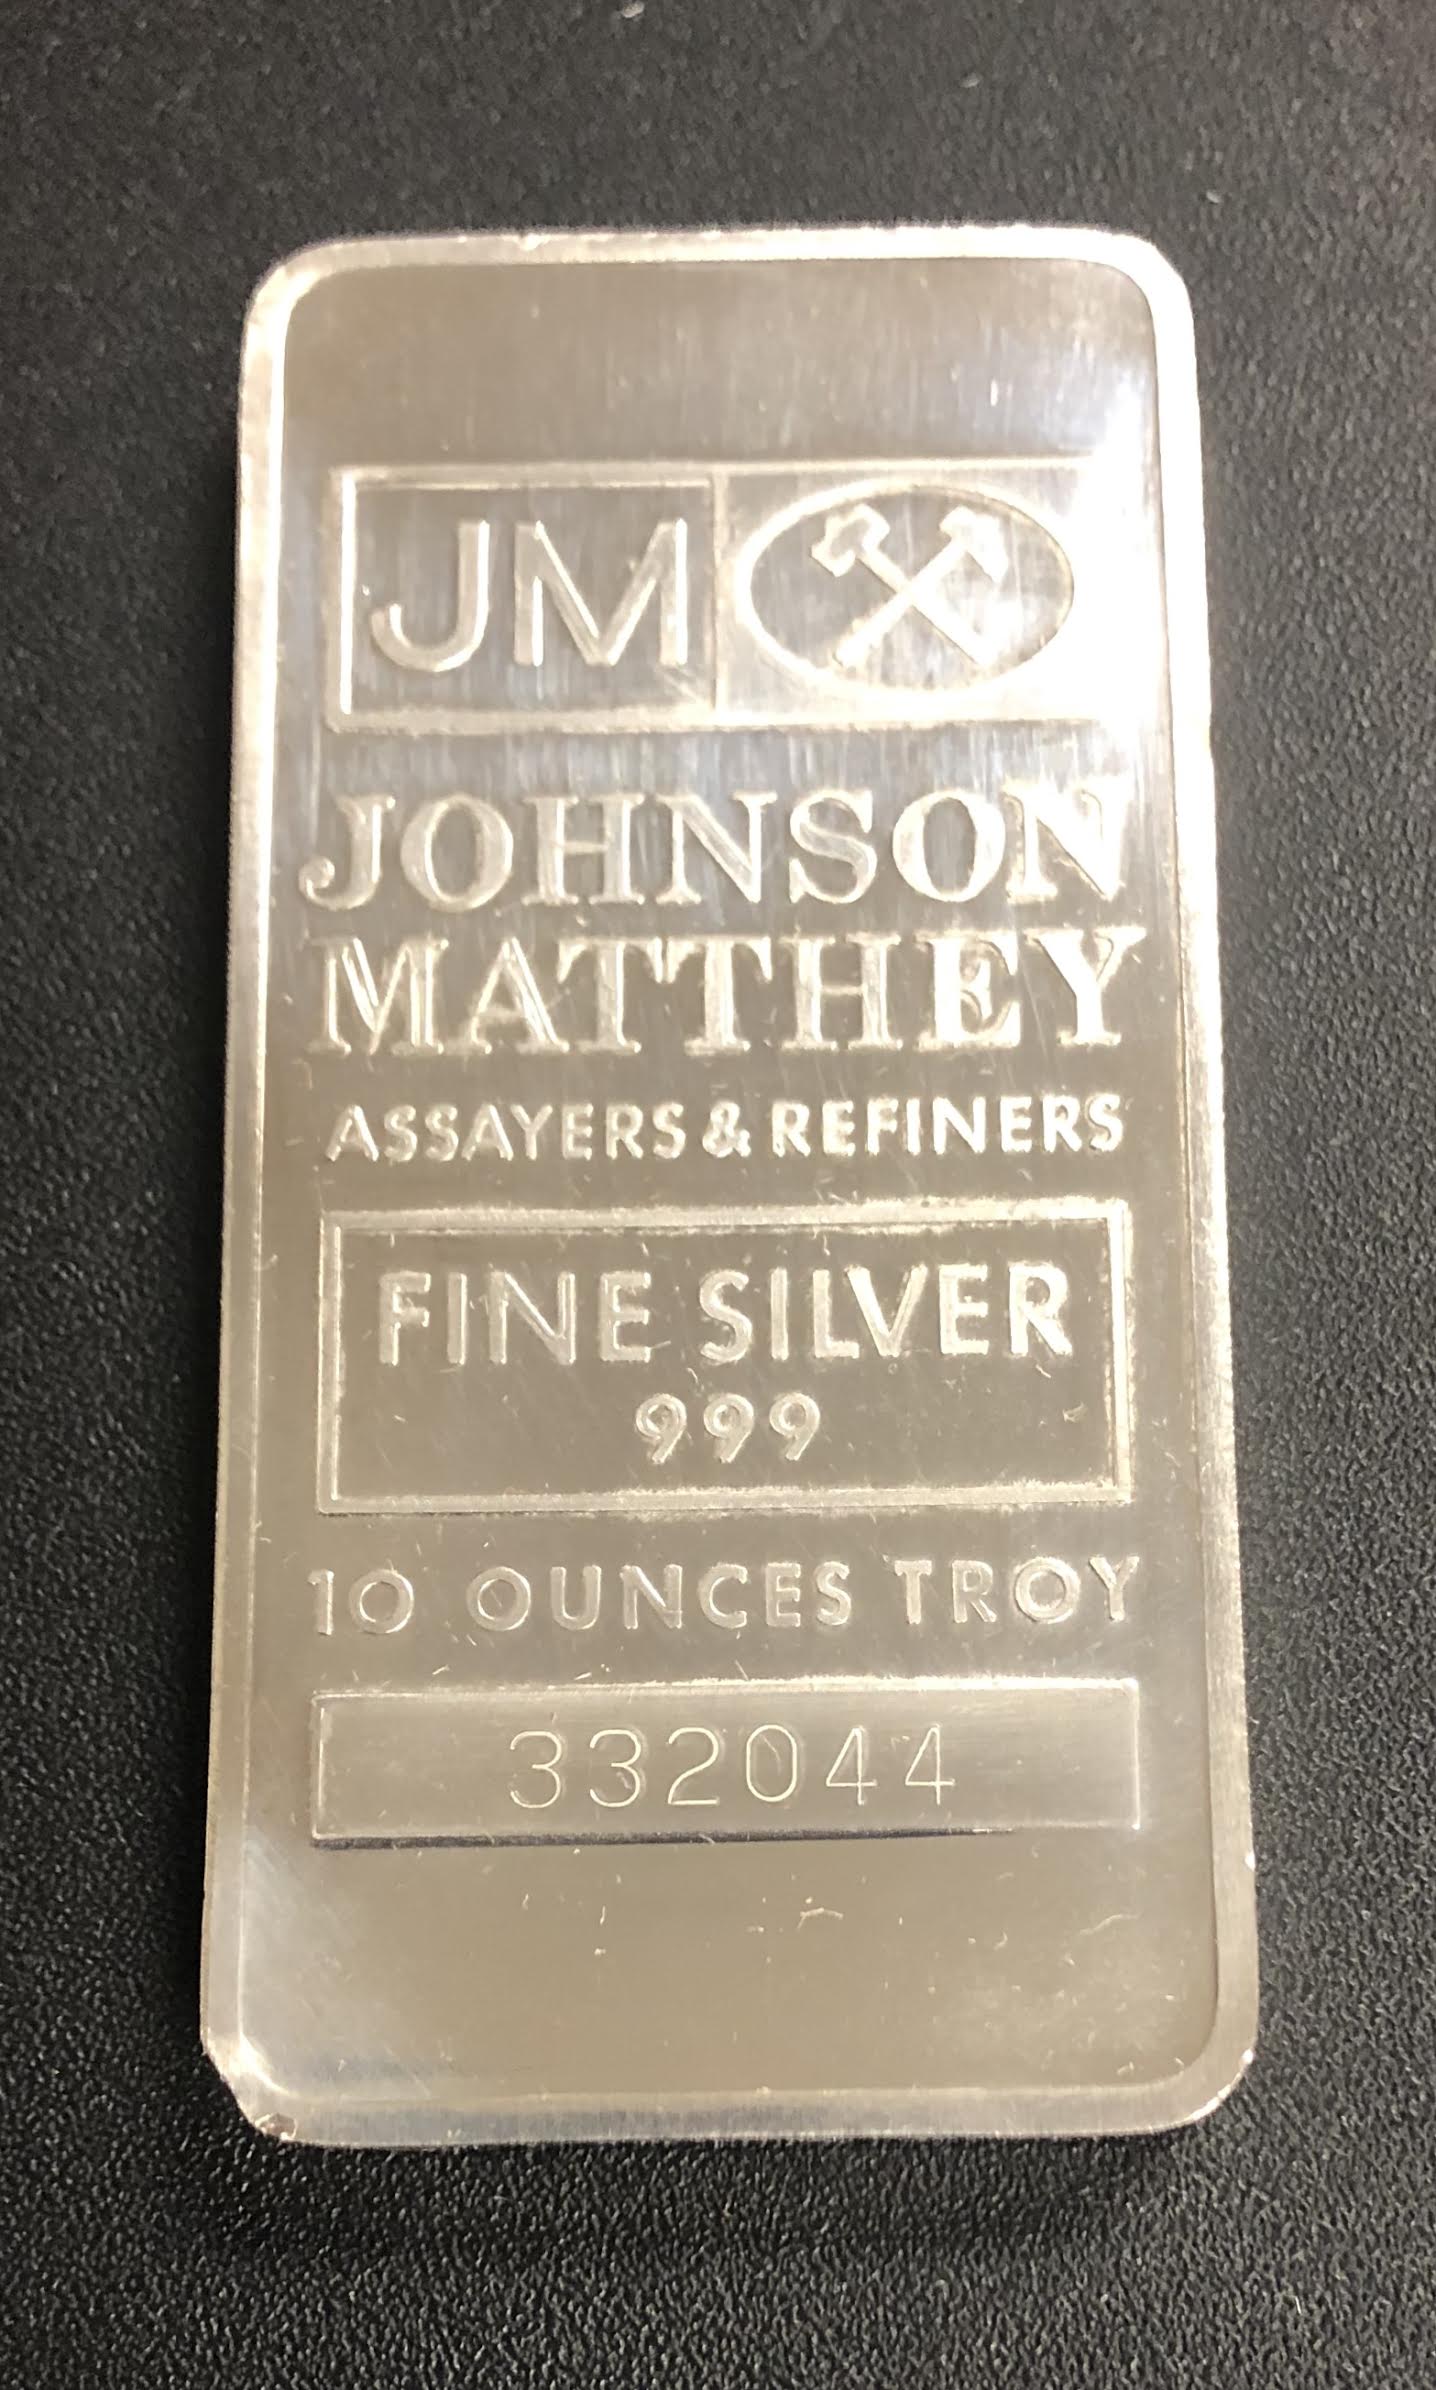 JM
JOHNSON
MATTHEY
ASSAYERS & REFINERS
FINE SILVER
999
10 OUNCES TROY
332044